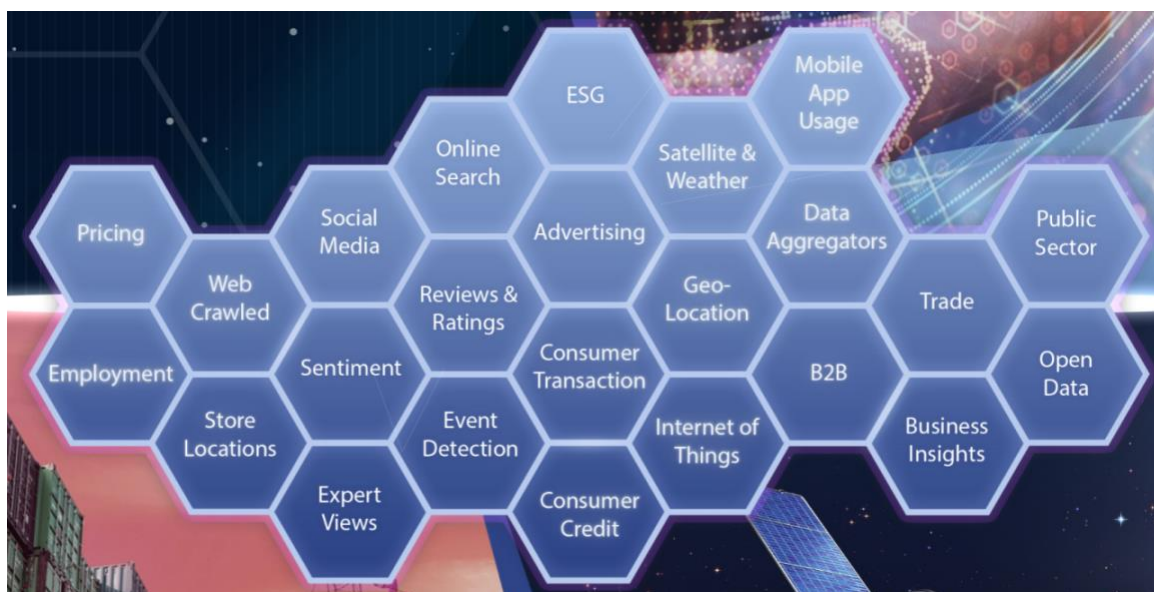 ESG
Mobile
App
Usage
Online
Search
Satellite &
Weather
Pricing
Social
Media
Advertising
Data
Aggregators
Public
Sector
Web
Crawled
Reviews &
Ratings
Geo-
Location
Trade
Employment
Sentiment
Consumer
Transaction
B2B
Open
Data
Store
Locations
Event
Detection
Internet of
Things
Business
Insights
Expert
Views
Consumer
Credit